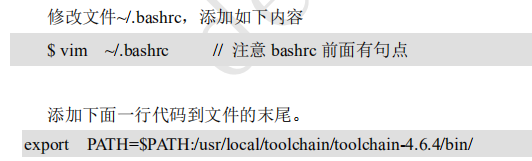 修改文件~/.bashrc，添加如下内容
$ vim ~/.bashrc // 注意 bashrc 前面有句点
添加下面一行代码到文件的末尾。
export PATH=$PATH:/usr/local/toolchain/toolchain-4.6.4/bin/